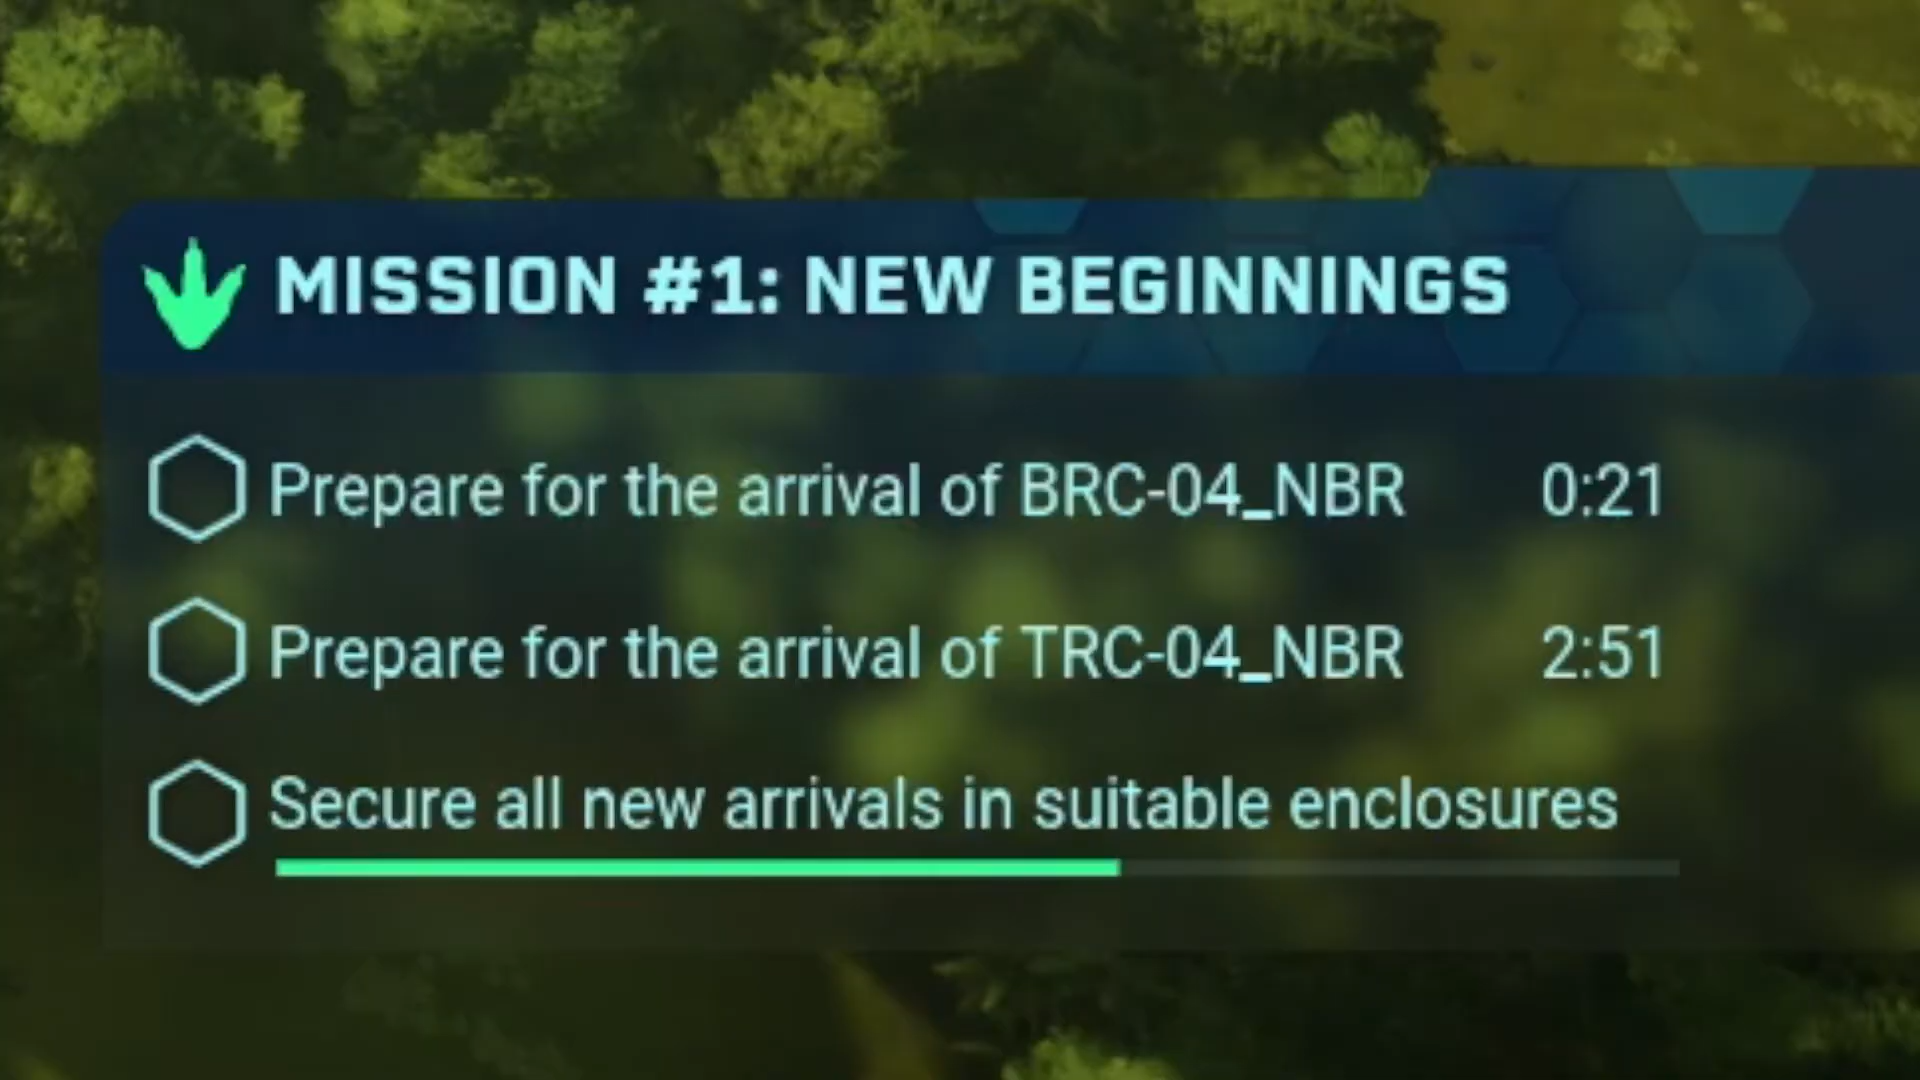 MISSION #1: NEW BEGINNINGS
Prepare for the arrival of BRC-04_NBR 0:21
Prepare for the arrival of TRC-04_NBR 2:51
Secure all new arrivals in suitable enclosures